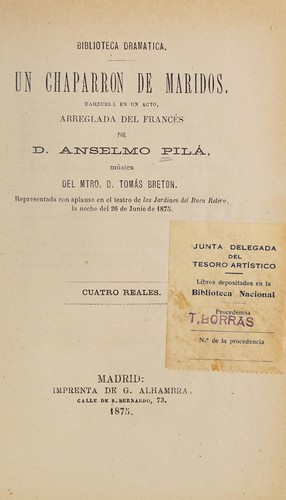 BIBLIOTECA DRAMATICA.
UN CHAPARRON DE MARIDOS.
ZARZUELA EN UN ACTO,
ARREGLADA DEL FRANCÉS
POR
D. ANSELMO PILÁ,
música
DEL MTRO. D. TOMÁS BRETON.
Representada con aplauso en el teatro de los Jardines del Buen Retiro,
la noche del 26 de Junio de 1875.
CUATRO REALES.
JUNTA DELEGADA
DEL
TESORO ARTÍSTICO
Libros depositados en la
Biblioteca Nacional
Procedencia
T. BORRAS
N.º de la procedencia
MADRID:
IMPRENTA DE G. ALHAMBRA.
CALLE DE S. BERNARDO, 73.
1875.